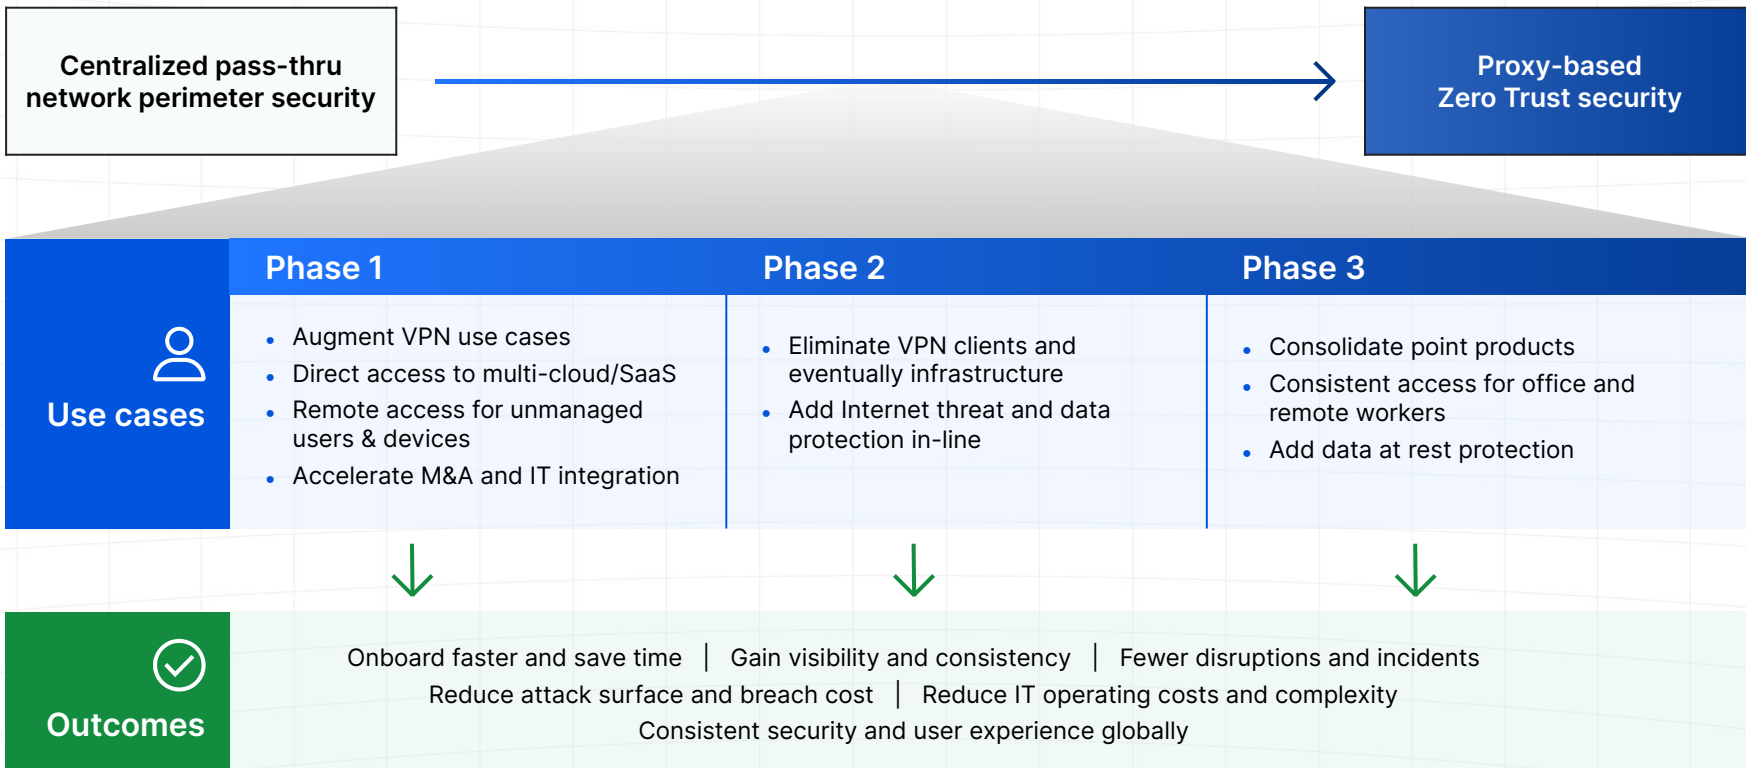 Centralized pass-thru
network perimeter security
Proxy-based
Zero Trust security
Phase 1
Phase 2
Phase 3
Use cases
• Augment VPN use cases
• Direct access to multi-cloud/SaaS
• Remote access for unmanaged
users & devices
• Accelerate M&A and IT integration
• Eliminate VPN clients and
eventually infrastructure
• Add Internet threat and data
protection in-line
• Consolidate point products
• Consistent access for office and
remote workers
• Add data at rest protection
Outcomes
Onboard faster and save time | Gain visibility and consistency | Fewer disruptions and incidents
Reduce attack surface and breach cost | Reduce IT operating costs and complexity
Consistent security and user experience globally